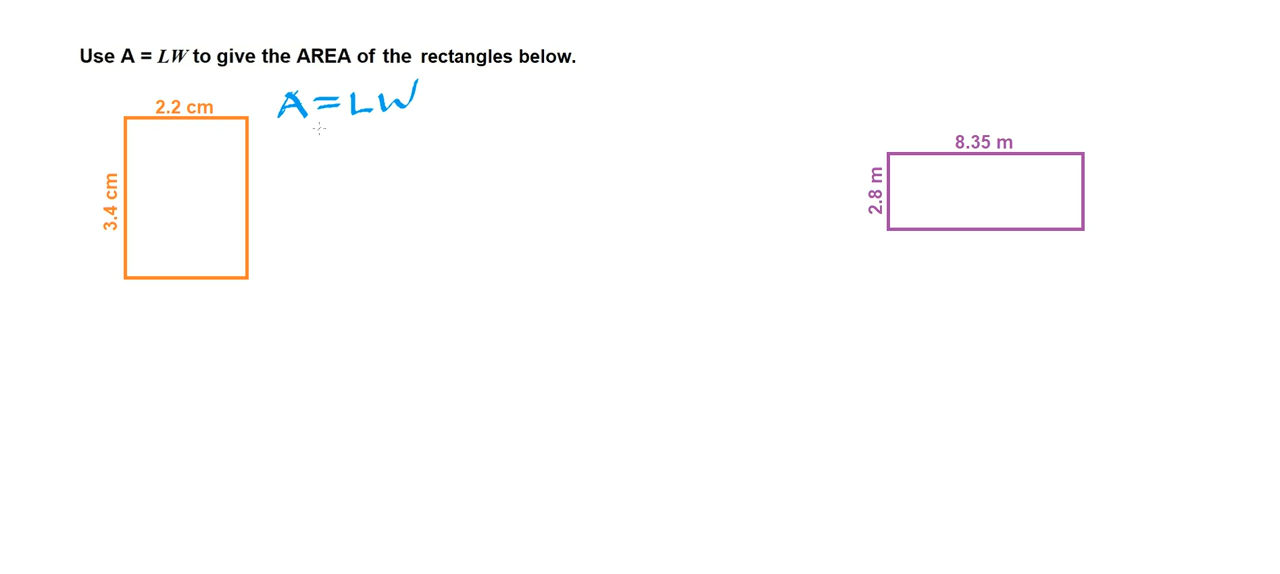 Use A = LW to give the AREA of the rectangles below.
2.2 cm
A = LW
3.4 cm
8.35 m
2.8 m